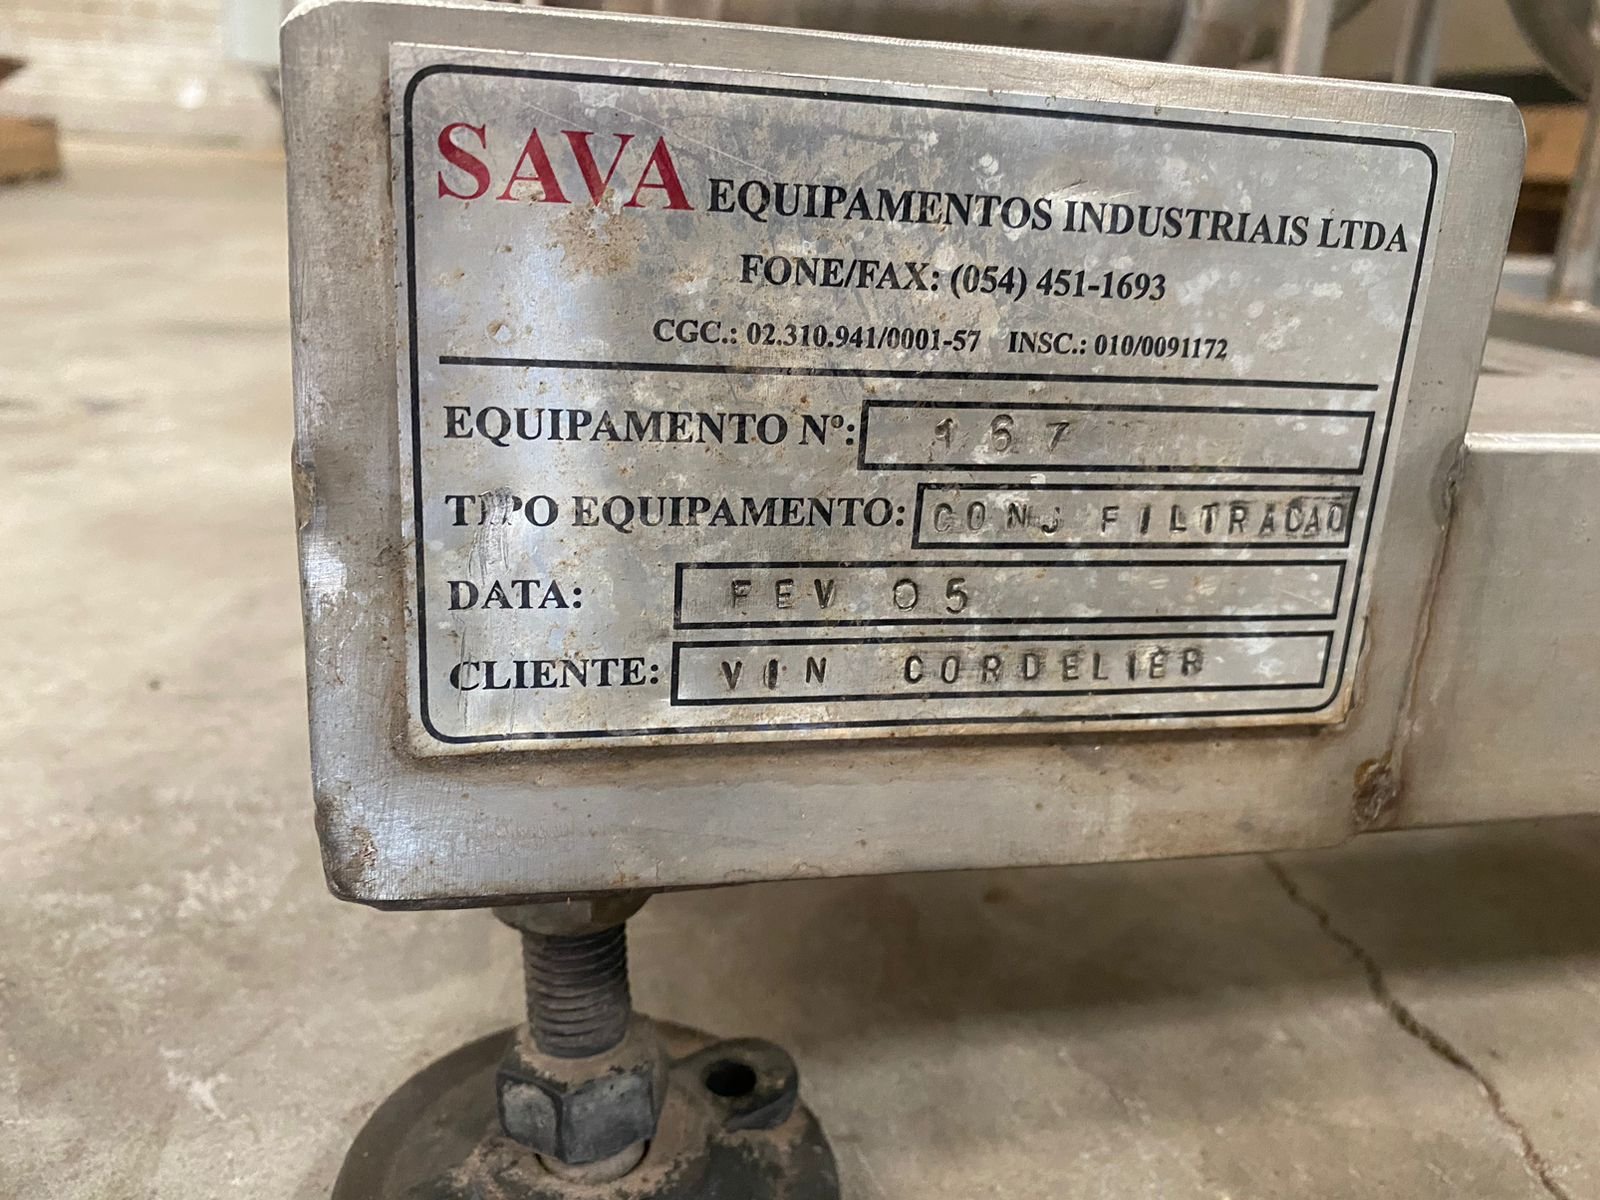 SAVA EQUIPAMENTOS INDUSTRIAIS LTDA
FONE/FAX: (054) 451-1693
CGC.: 02.310.941/0001-57 INSC.: 010/0091172
EQUIPAMENTO Nº: 167
TIPO EQUIPAMENTO: CONJ FILTRACAO
DATA: FEV 05
CLIENTE: VIN CORDELIER